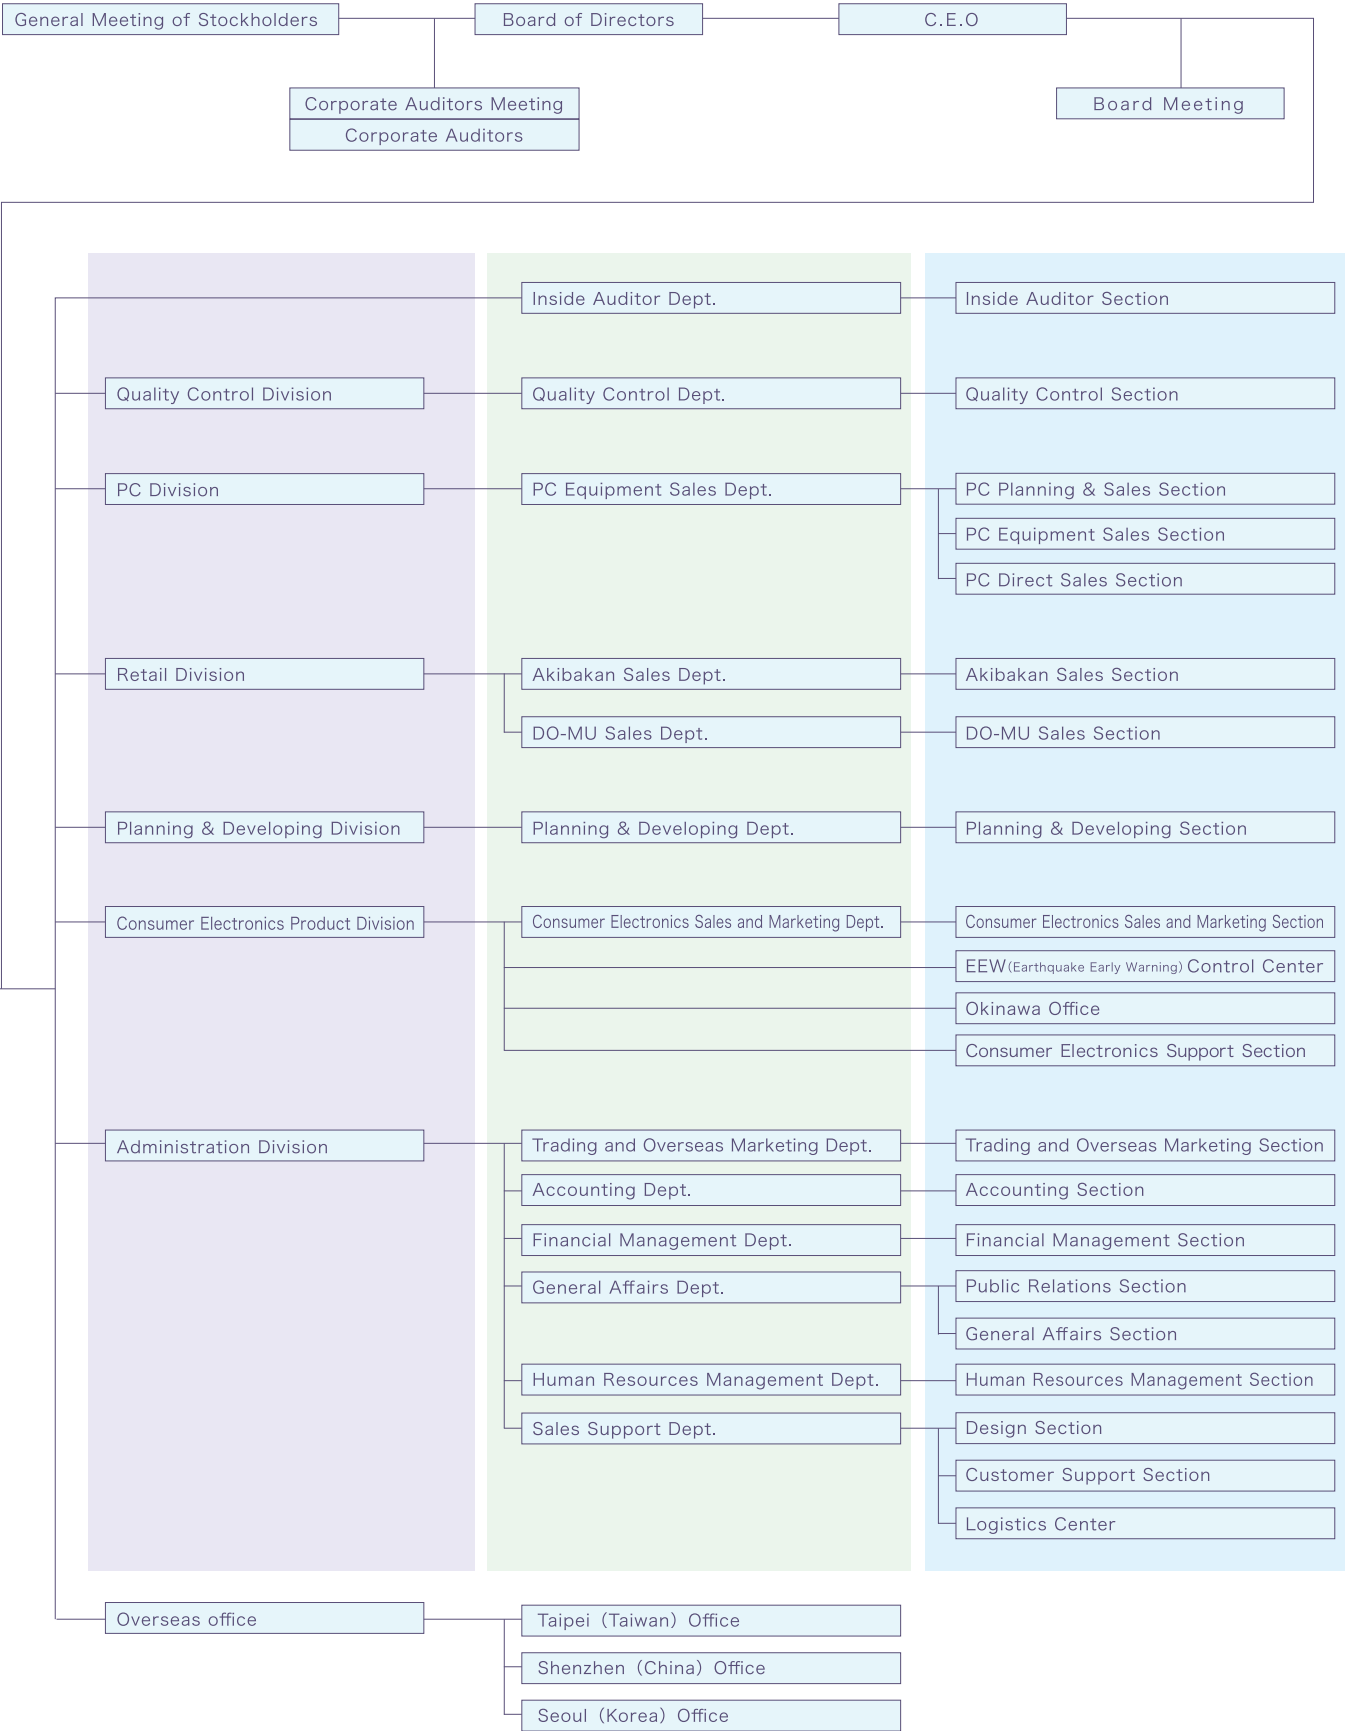 General Meeting of Stockholders
Board of Directors
C.E.O
Corporate Auditors Meeting
Corporate Auditors
Board Meeting
Inside Auditor Dept.
Inside Auditor Section
Quality Control Division
Quality Control Dept.
Quality Control Section
PC Division
PC Equipment Sales Dept.
PC Planning & Sales Section
PC Equipment Sales Section
PC Direct Sales Section
Retail Division
Akibakan Sales Dept.
Akibakan Sales Section
DO-MU Sales Dept.
DO-MU Sales Section
Planning & Developing Division
Planning & Developing Dept.
Planning & Developing Section
Consumer Electronics Product Division
Consumer Electronics Sales and Marketing Dept.
Consumer Electronics Sales and Marketing Section
EEW(Earthquake Early Warning) Control Center
Okinawa Office
Consumer Electronics Support Section
Administration Division
Trading and Overseas Marketing Dept.
Trading and Overseas Marketing Section
Accounting Dept.
Accounting Section
Financial Management Dept.
Financial Management Section
General Affairs Dept.
Public Relations Section
General Affairs Section
Human Resources Management Dept.
Human Resources Management Section
Sales Support Dept.
Design Section
Customer Support Section
Logistics Center
Overseas office
Taipei（Taiwan）Office
Shenzhen（China）Office
Seoul（Korea）Office